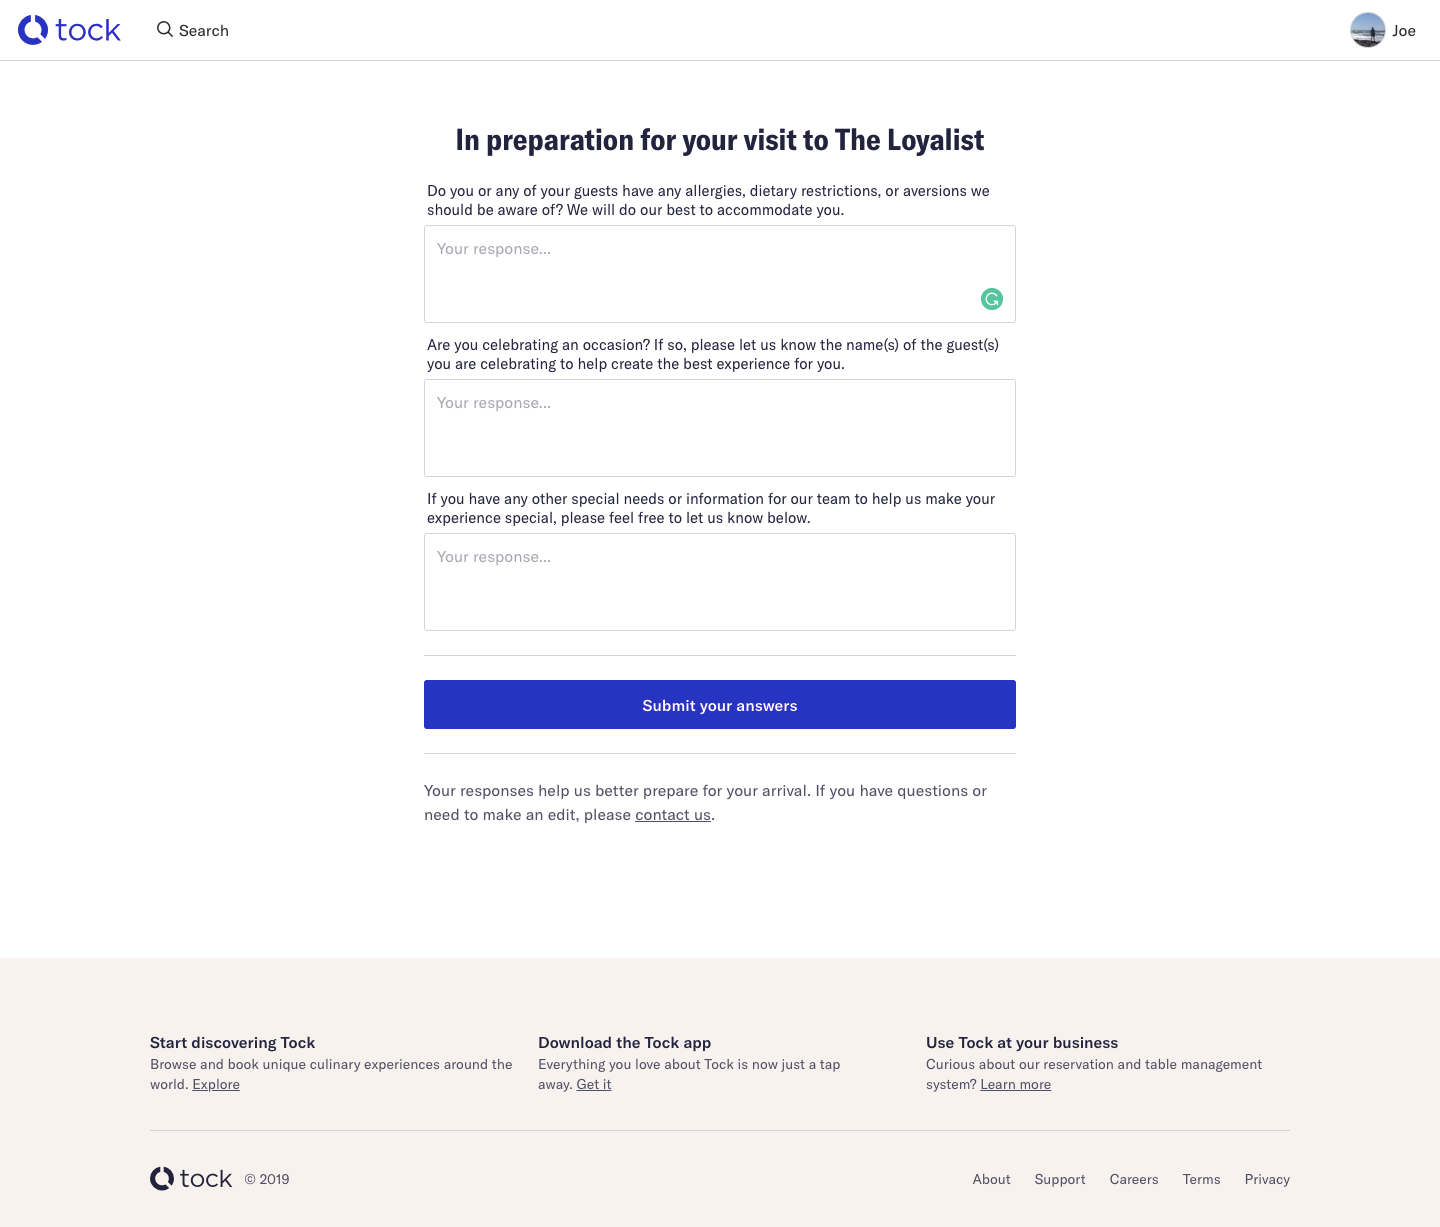 tock
Search
Joe
In preparation for your visit to The Loyalist
Do you or any of your guests have any allergies, dietary restrictions, or aversions we
should be aware of? We will do our best to accommodate you.
Your response...
Are you celebrating an occasion? If so, please let us know the name(s) of the guest(s)
you are celebrating to help create the best experience for you.
Your response...
If you have any other special needs or information for our team to help us make your
experience special, please feel free to let us know below.
Your response...
Submit your answers
Your responses help us better prepare for your arrival. If you have questions or
need to make an edit, please contact us.
Start discovering Tock
Browse and book unique culinary experiences around the
world. Explore
Download the Tock app
Everything you love about Tock is now just a tap
away. Get it
Use Tock at your business
Curious about our reservation and table management
system? Learn more
tock © 2019
About Support Careers Terms Privacy